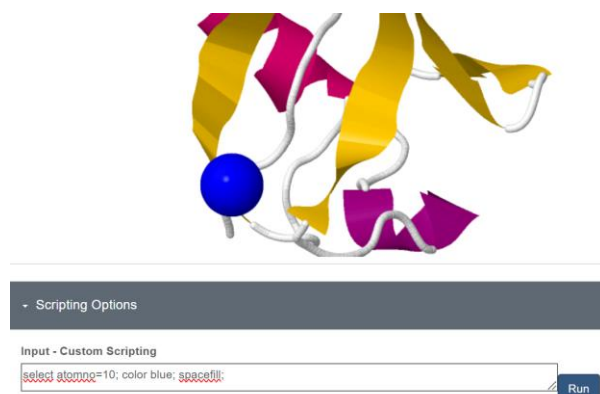 Scripting Options
Input - Custom Scripting
select atomno=10; color blue; spacefill;
Run